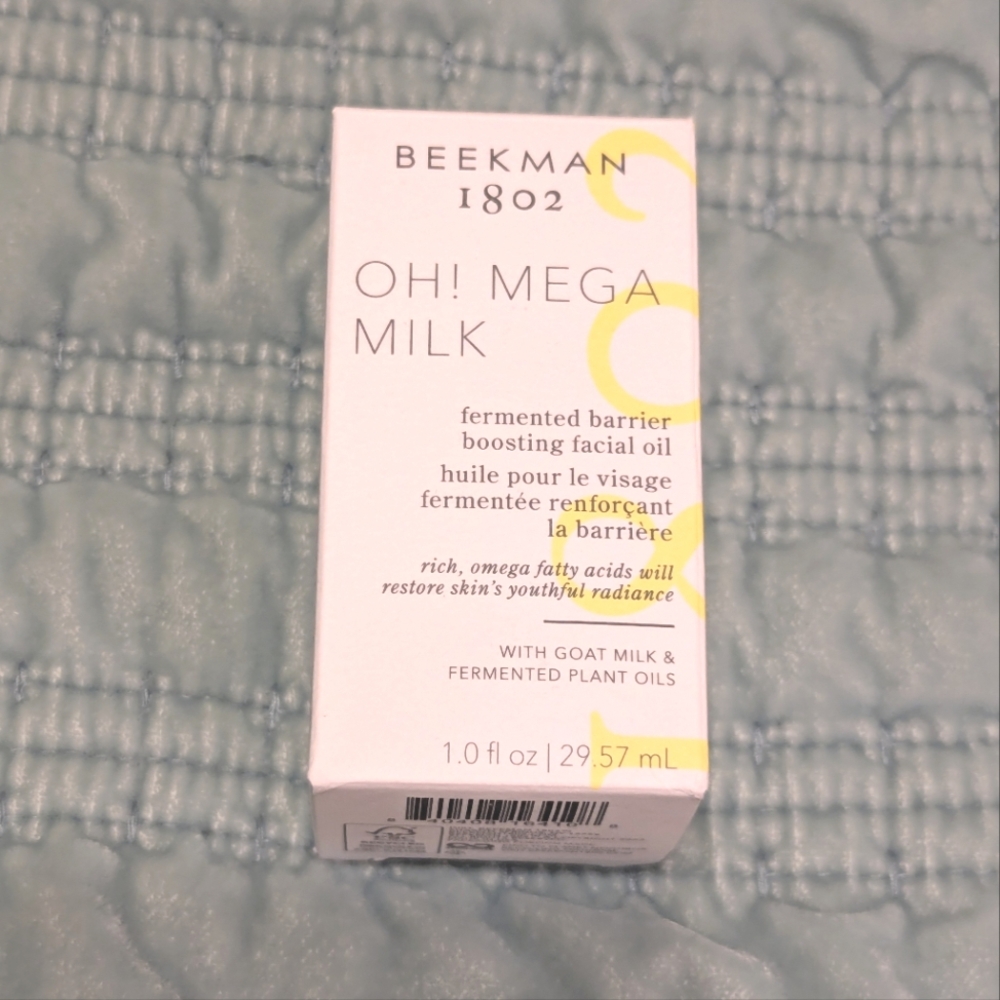 BEEKMAN
1802
OH! MEGA
MILK
fermented barrier
boosting facial oil
huile pour le visage
fermentée renforçant
la barrière
rich, omega fatty acids will
restore skin's youthful radiance
WITH GOAT MILK &
FERMENTED PLANT OILS
1.0 fl oz | 29.57 mL